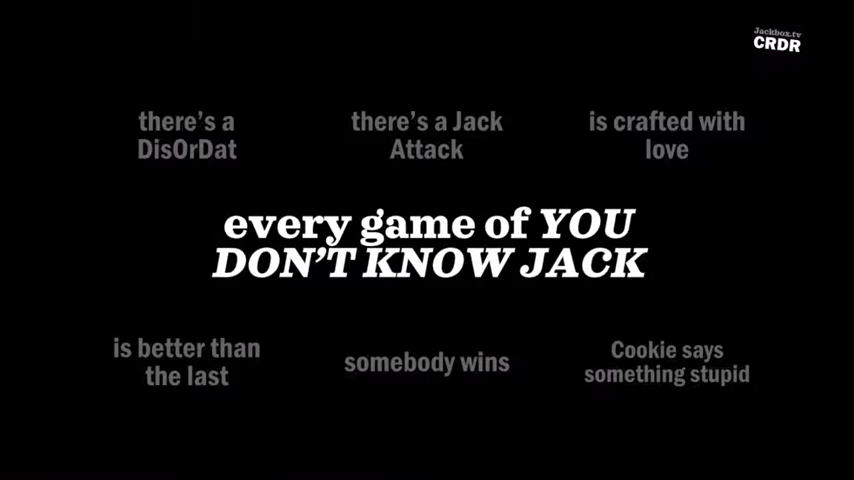 Jackbox.tv
CRDR
there's a
DisOrDat
there's a Jack
Attack
is crafted with
love
every game of YOU
DON'T KNOW JACK
is better than
the last
somebody wins
Cookie says
something stupid